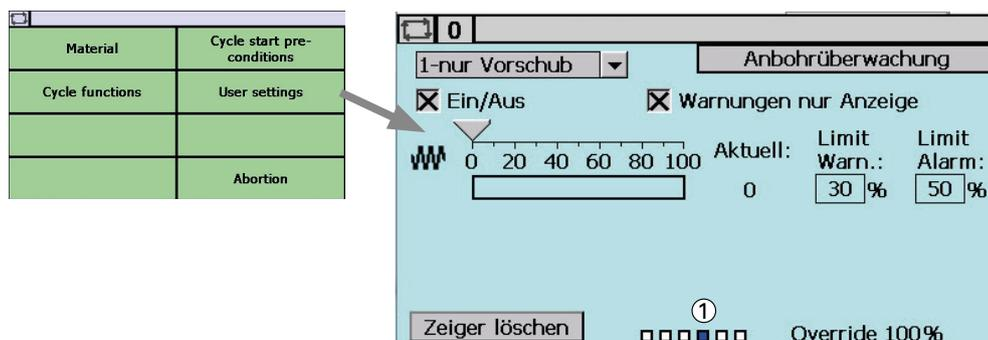 Material
Cycle start pre-
conditions
Cycle functions
User settings
Abortion
0
1-nur Vorschub
Anbohrüberwachung
Ein/Aus
Warnungen nur Anzeige
0 20 40 60 80 100
Aktuell:
Limit
Warn.:
Limit
Alarm:
0
30 %
50 %
Zeiger löschen
①
Override 100%